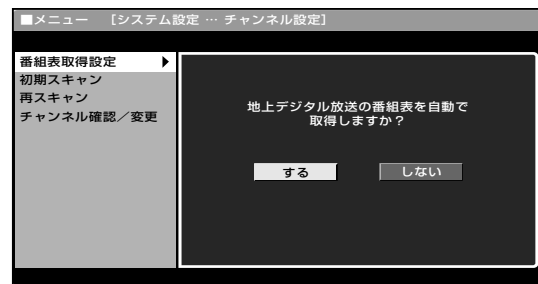 ■メニュー [システム設定 … チャンネル設定]
番組表取得設定 ▶
初期スキャン
再スキャン
チャンネル確認／変更
地上デジタル放送の番組表を自動で
取得しますか？
する しない